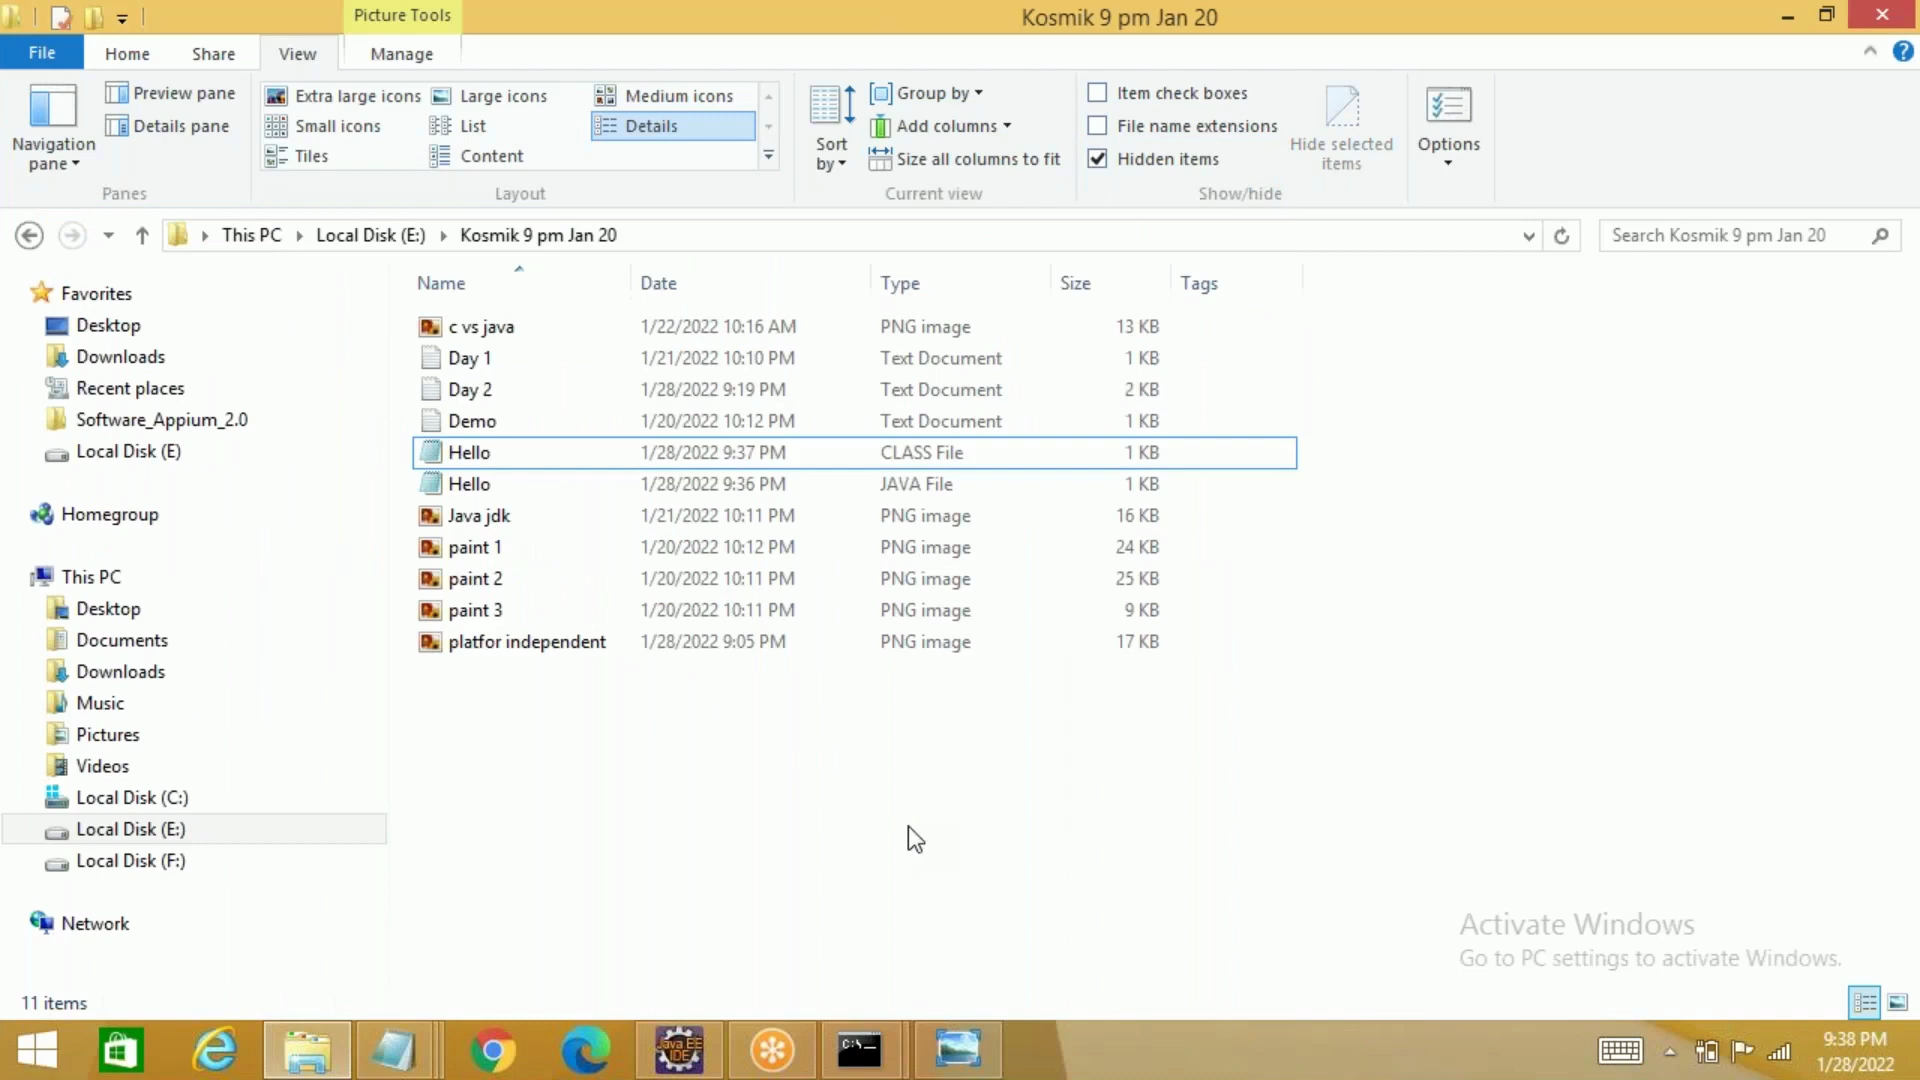 Picture Tools
Kosmik 9 pm Jan 20
File
Home
Share
View
Manage
Navigation pane
Preview pane
Details pane
Panes
Extra large icons
Large icons
Medium icons
Small icons
List
Details
Tiles
Content
Layout
Sort by
Group by
Add columns
Size all columns to fit
Current view
Item check boxes
File name extensions
Hidden items
Hide selected items
Show/hide
Options
This PC
Local Disk (E:)
Kosmik 9 pm Jan 20
Search Kosmik 9 pm Jan 20
Favorites
Desktop
Downloads
Recent places
Software_Appium_2.0
Local Disk (E)
Homegroup
This PC
Desktop
Documents
Downloads
Music
Pictures
Videos
Local Disk (C:)
Local Disk (E:)
Local Disk (F:)
Network
Name Date Type Size Tags
c vs java 1/22/2022 10:16 AM PNG image 13 KB
Day 1 1/21/2022 10:10 PM Text Document 1 KB
Day 2 1/28/2022 9:19 PM Text Document 2 KB
Demo 1/20/2022 10:12 PM Text Document 1 KB
Hello 1/28/2022 9:37 PM CLASS File 1 KB
Hello 1/28/2022 9:36 PM JAVA File 1 KB
Java jdk 1/21/2022 10:11 PM PNG image 16 KB
paint 1 1/20/2022 10:12 PM PNG image 24 KB
paint 2 1/20/2022 10:11 PM PNG image 25 KB
paint 3 1/20/2022 10:11 PM PNG image 9 KB
platfor independent 1/28/2022 9:05 PM PNG image 17 KB
Activate Windows
Go to PC settings to activate Windows.
11 items
Java EE
IDE
C:\
9:38 PM
1/28/2022